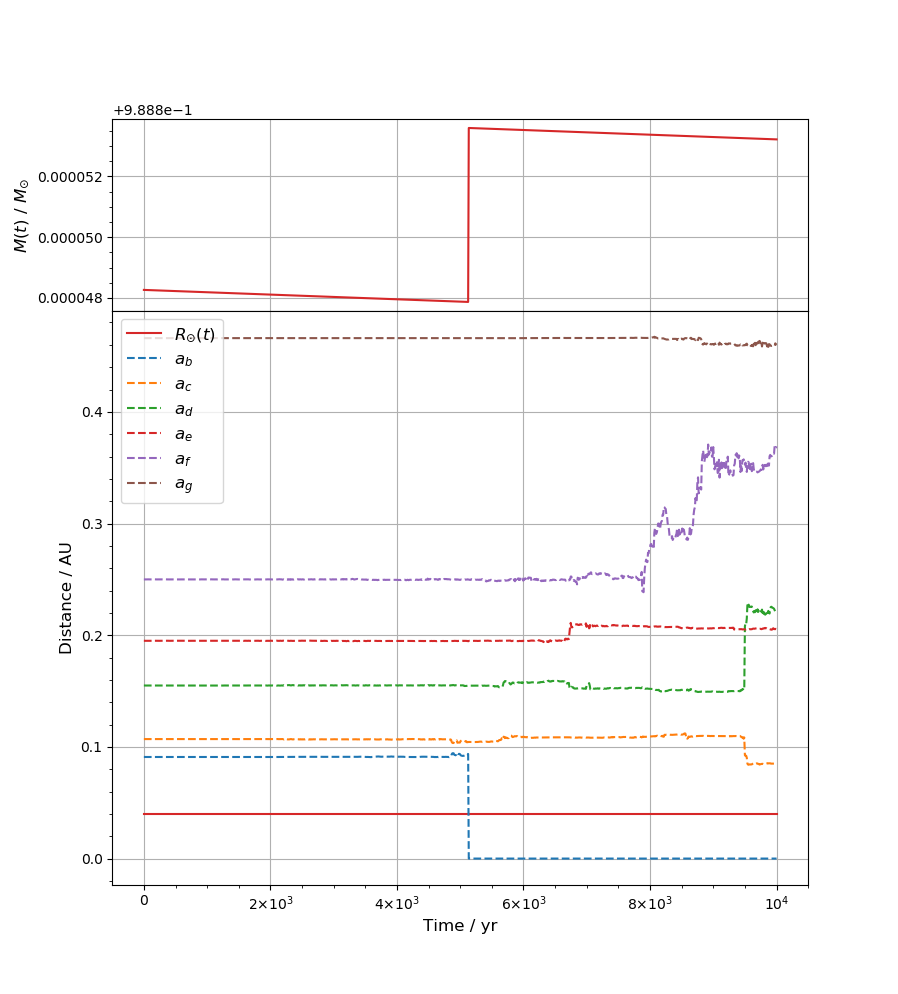 +9.888e−1
M(t) / M☉
0.000052
0.000050
0.000048
R☉(t)
a_b
a_c
a_d
a_e
a_f
a_g
Distance / AU
0.4
0.3
0.2
0.1
0.0
0 2×10³ 4×10³ 6×10³ 8×10³ 10⁴
Time / yr